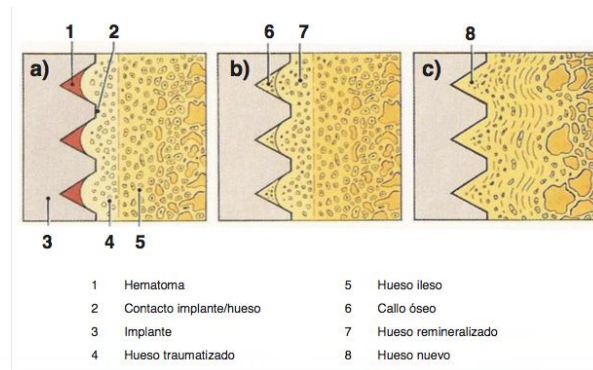 1 2 6 7 8
a) b) c)
3 4 5
1 Hematoma
2 Contacto implante/hueso
3 Implante
4 Hueso traumatizado
5 Hueso ileso
6 Callo óseo
7 Hueso remineralizado
8 Hueso nuevo